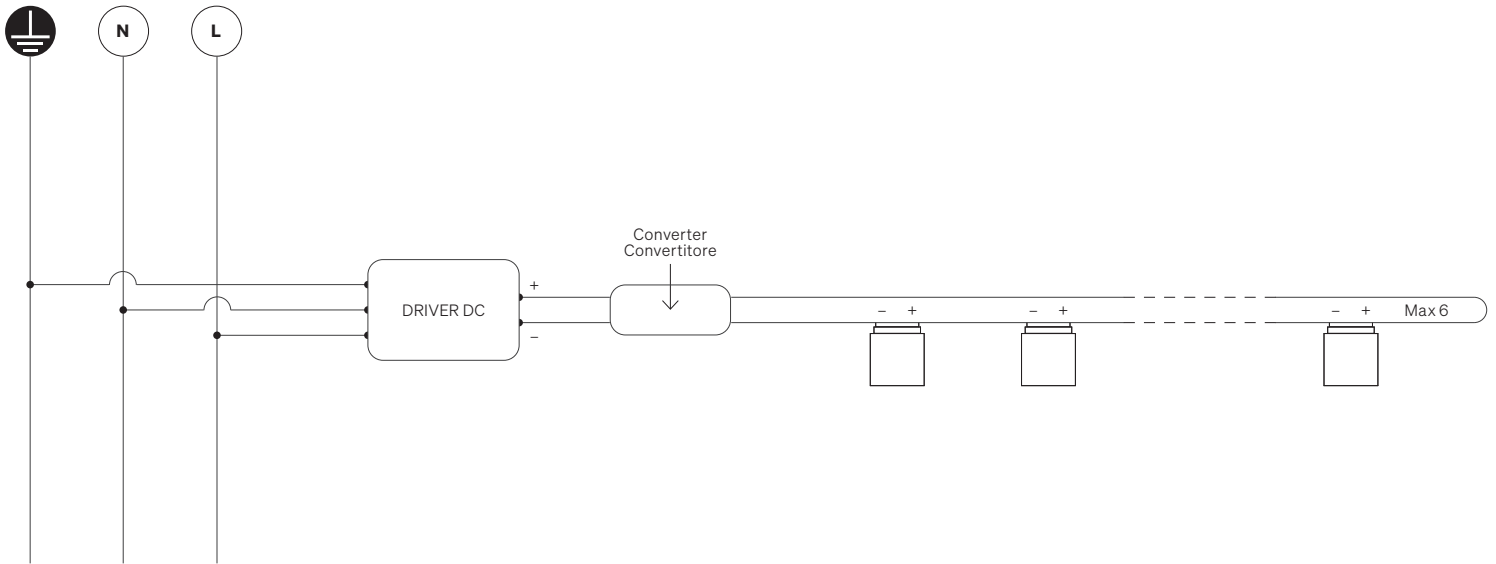 N
L
Converter
Convertitore
+
DRIVER DC
– +
– +
– +
Max 6
–